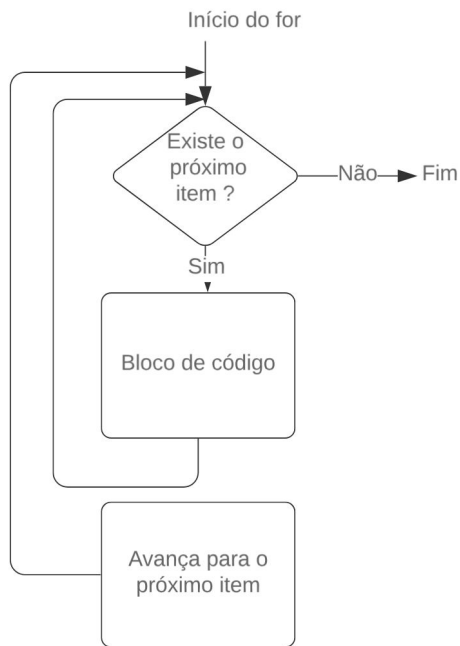 Início do for
Existe o
próximo
item ?
Não
Fim
Sim
Bloco de código
Avança para o
próximo item